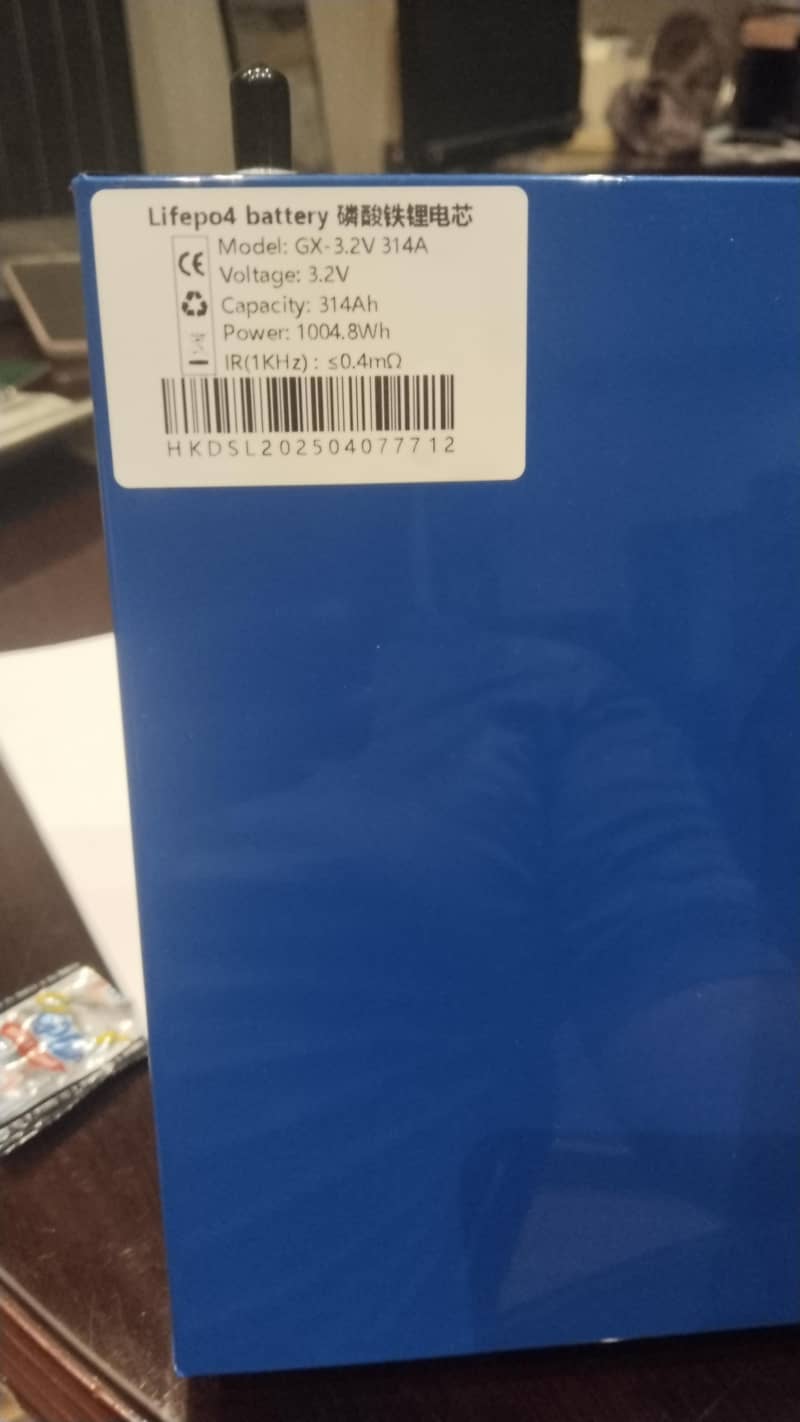 Lifepo4 battery 磷酸铁锂电芯
Model: GX-3.2V 314A
CE
Voltage: 3.2V
Capacity: 314Ah
Power: 1004.8Wh
IR(1KHz) : ≤0.4mΩ
HKDSL202504077712